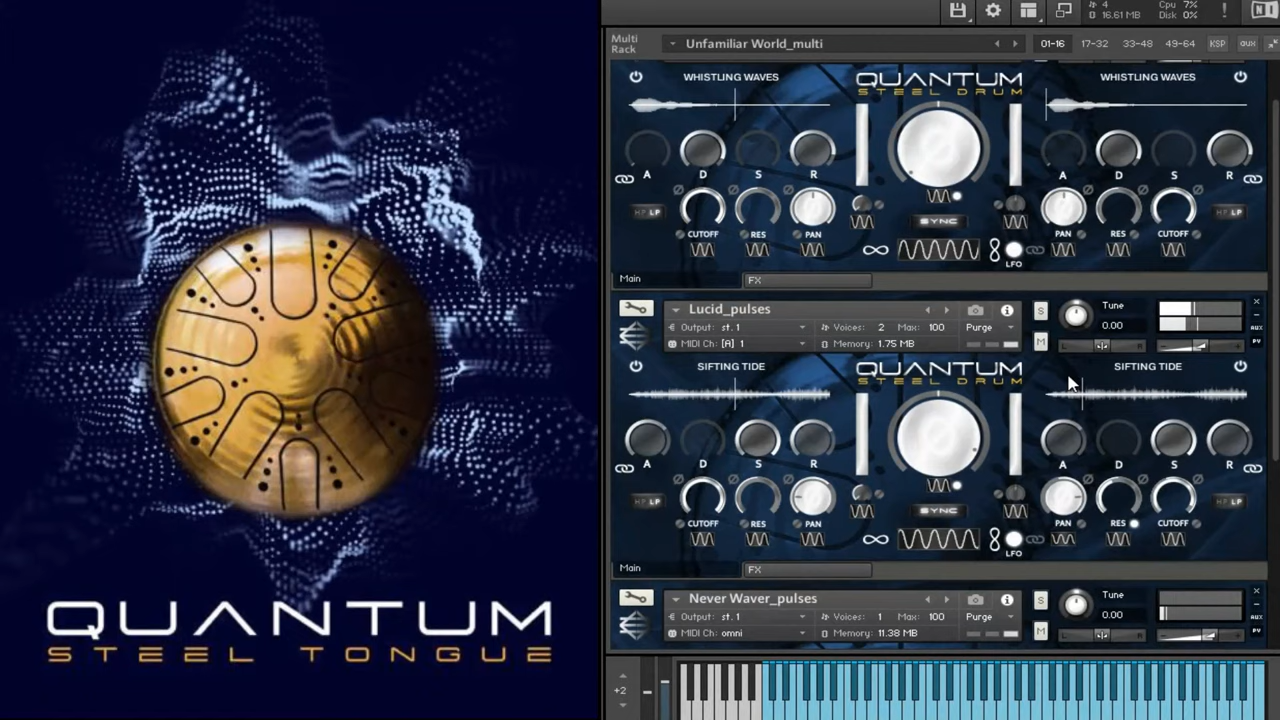 QUANTUM
STEEL TONGUE
4
16.61 MB
Cpu 7%
Disk 0%
!
Multi
Rack
Unfamiliar World_multi
01-16
17-32
33-48
49-64
KSP
aux
WHISTLING WAVES
QUANTUM
STEEL DRUM
WHISTLING WAVES
A D S R
A D S R
HP LP
CUTOFF RES PAN
SYNC
PAN RES CUTOFF
HP LP
LFO
Main
FX
Lucid_pulses
Output: st. 1
Voices: 2 Max: 100
Purge
MIDI Ch: [A] 1
Memory: 1.75 MB
S
M
Tune
0.00
AUX
PV
SIFTING TIDE
QUANTUM
STEEL DRUM
SIFTING TIDE
A D S R
A D S R
HP LP
CUTOFF RES PAN
SYNC
PAN RES CUTOFF
HP LP
LFO
Main
FX
Never Waver_pulses
Output: st. 1
Voices: 1 Max: 100
Purge
MIDI Ch: omni
Memory: 11.38 MB
S
M
Tune
0.00
AUX
PV
+2